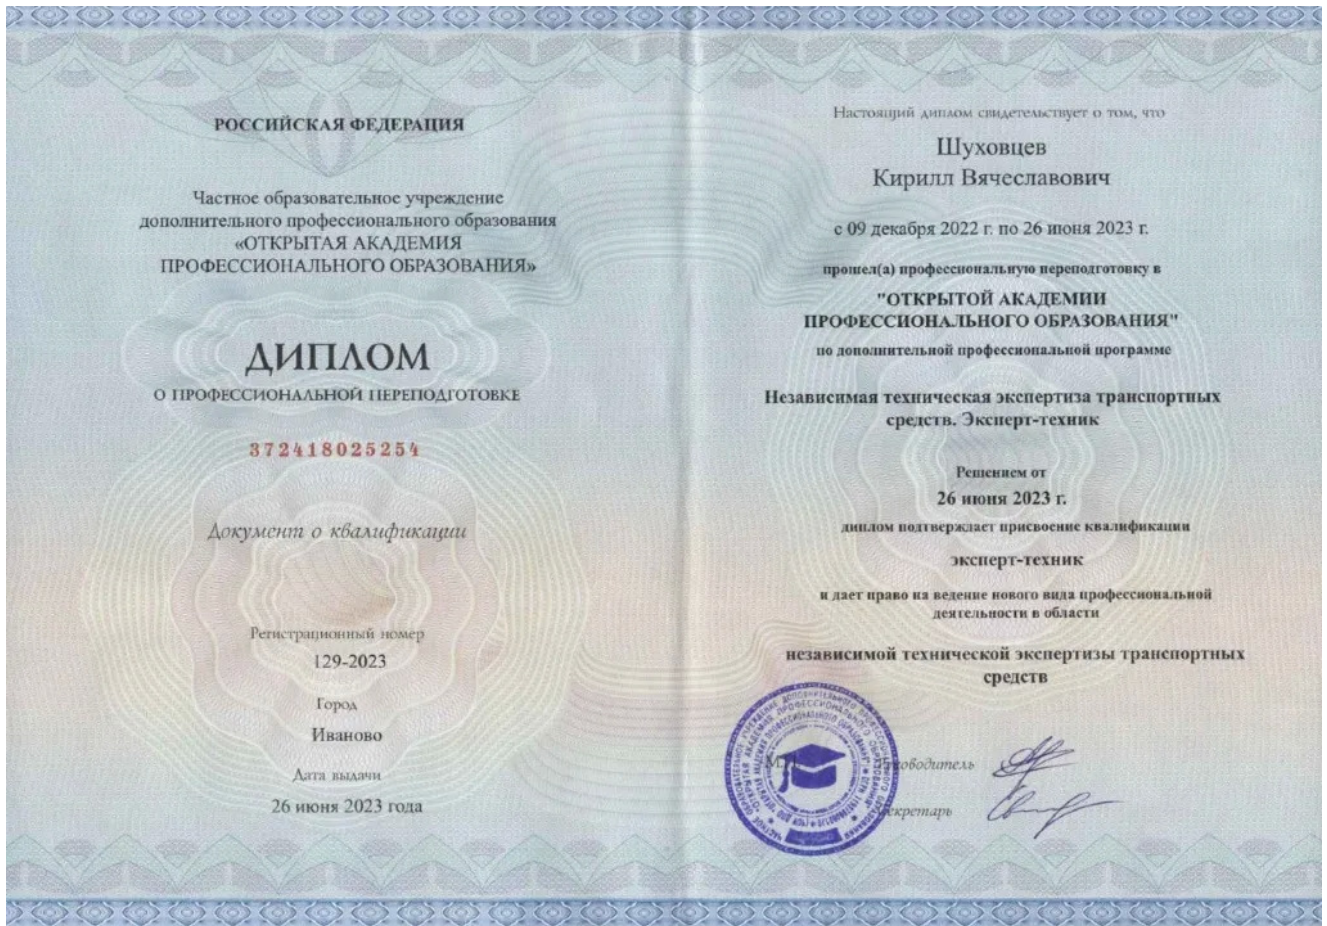 РОССИЙСКАЯ ФЕДЕРАЦИЯ
Частное образовательное учреждение
дополнительного профессионального образования
«ОТКРЫТАЯ АКАДЕМИЯ
ПРОФЕССИОНАЛЬНОГО ОБРАЗОВАНИЯ»
ДИПЛОМ
О ПРОФЕССИОНАЛЬНОЙ ПЕРЕПОДГОТОВКЕ
372418025254
Документ о квалификации
Регистрационный номер
129-2023
Город
Иваново
Дата выдачи
26 июня 2023 года
Настоящий диплом свидетельствует о том, что
Шуховцев
Кирилл Вячеславович
с 09 декабря 2022 г. по 26 июня 2023 г.
прошел(а) профессиональную переподготовку в
"ОТКРЫТОЙ АКАДЕМИИ
ПРОФЕССИОНАЛЬНОГО ОБРАЗОВАНИЯ"
по дополнительной профессиональной программе
Независимая техническая экспертиза транспортных
средств. Эксперт-техник
Решением от
26 июня 2023 г.
диплом подтверждает присвоение квалификации
эксперт-техник
и дает право на ведение нового вида профессиональной
деятельности в области
независимой технической экспертизы транспортных
средств
М.П.
Руководитель
Секретарь